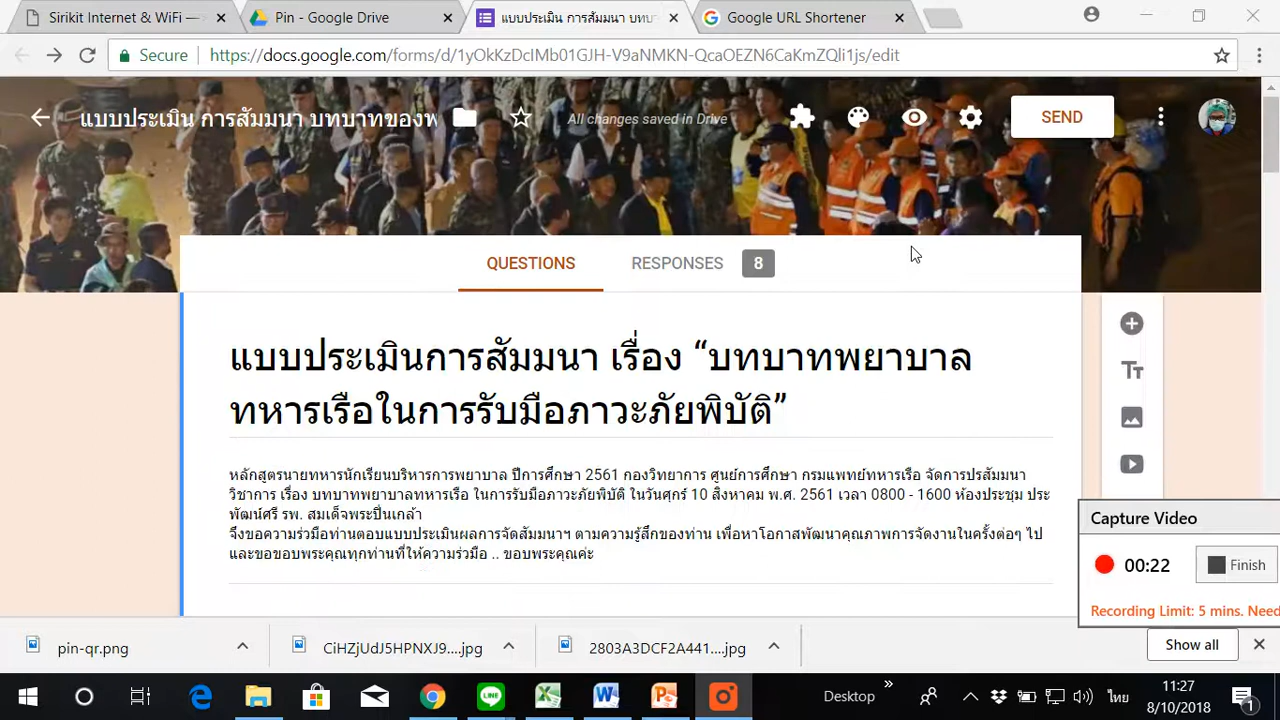 Sirikit Internet & WiFi —
Pin - Google Drive
แบบประเมิน การสัมมนา บทบา
Google URL Shortener
Secure
https://docs.google.com/forms/d/1yOkKzDcIMb01GJH-V9aNMKN-QcaOEZN6CaKmZQli1js/edit
แบบประเมิน การสัมมนา บทบาทของพ
All changes saved in Drive
SEND
QUESTIONS
RESPONSES
8
แบบประเมินการสัมมนา เรื่อง “บทบาทพยาบาล
ทหารเรือในการรับมือภาวะภัยพิบัติ”
หลักสูตรนายทหารนักเรียนบริหารการพยาบาล ปีการศึกษา 2561 กองวิทยาการ ศูนย์การศึกษา กรมแพทย์ทหารเรือ จัดการปรสัมมนา
วิชาการ เรื่อง บทบาทพยาบาลทหารเรือ ในการรับมือภาวะภัยพิบัติ ในวันศุกร์ 10 สิงหาคม พ.ศ. 2561 เวลา 0800 - 1600 ห้องประชุม ประ
พัฒน์ศรี รพ. สมเด็จพระปิ่นเกล้า
จึงขอความร่วมมือท่านตอบแบบประเมินผลการจัดสัมมนาฯ ตามความรู้สึกของท่าน เพื่อหาโอกาสพัฒนาคุณภาพการจัดงานในครั้งต่อๆ ไป
และขอขอบพระคุณทุกท่านที่ให้ความร่วมมือ .. ขอบพระคุณค่ะ
Tт
Capture Video
00:22
Finish
Recording Limit: 5 mins. Need
pin-qr.png
CiHZjUdJ5HPNXJ9....jpg
2803A3DCF2A441....jpg
Show all
Desktop
»
ไทย
11:27
8/10/2018
1